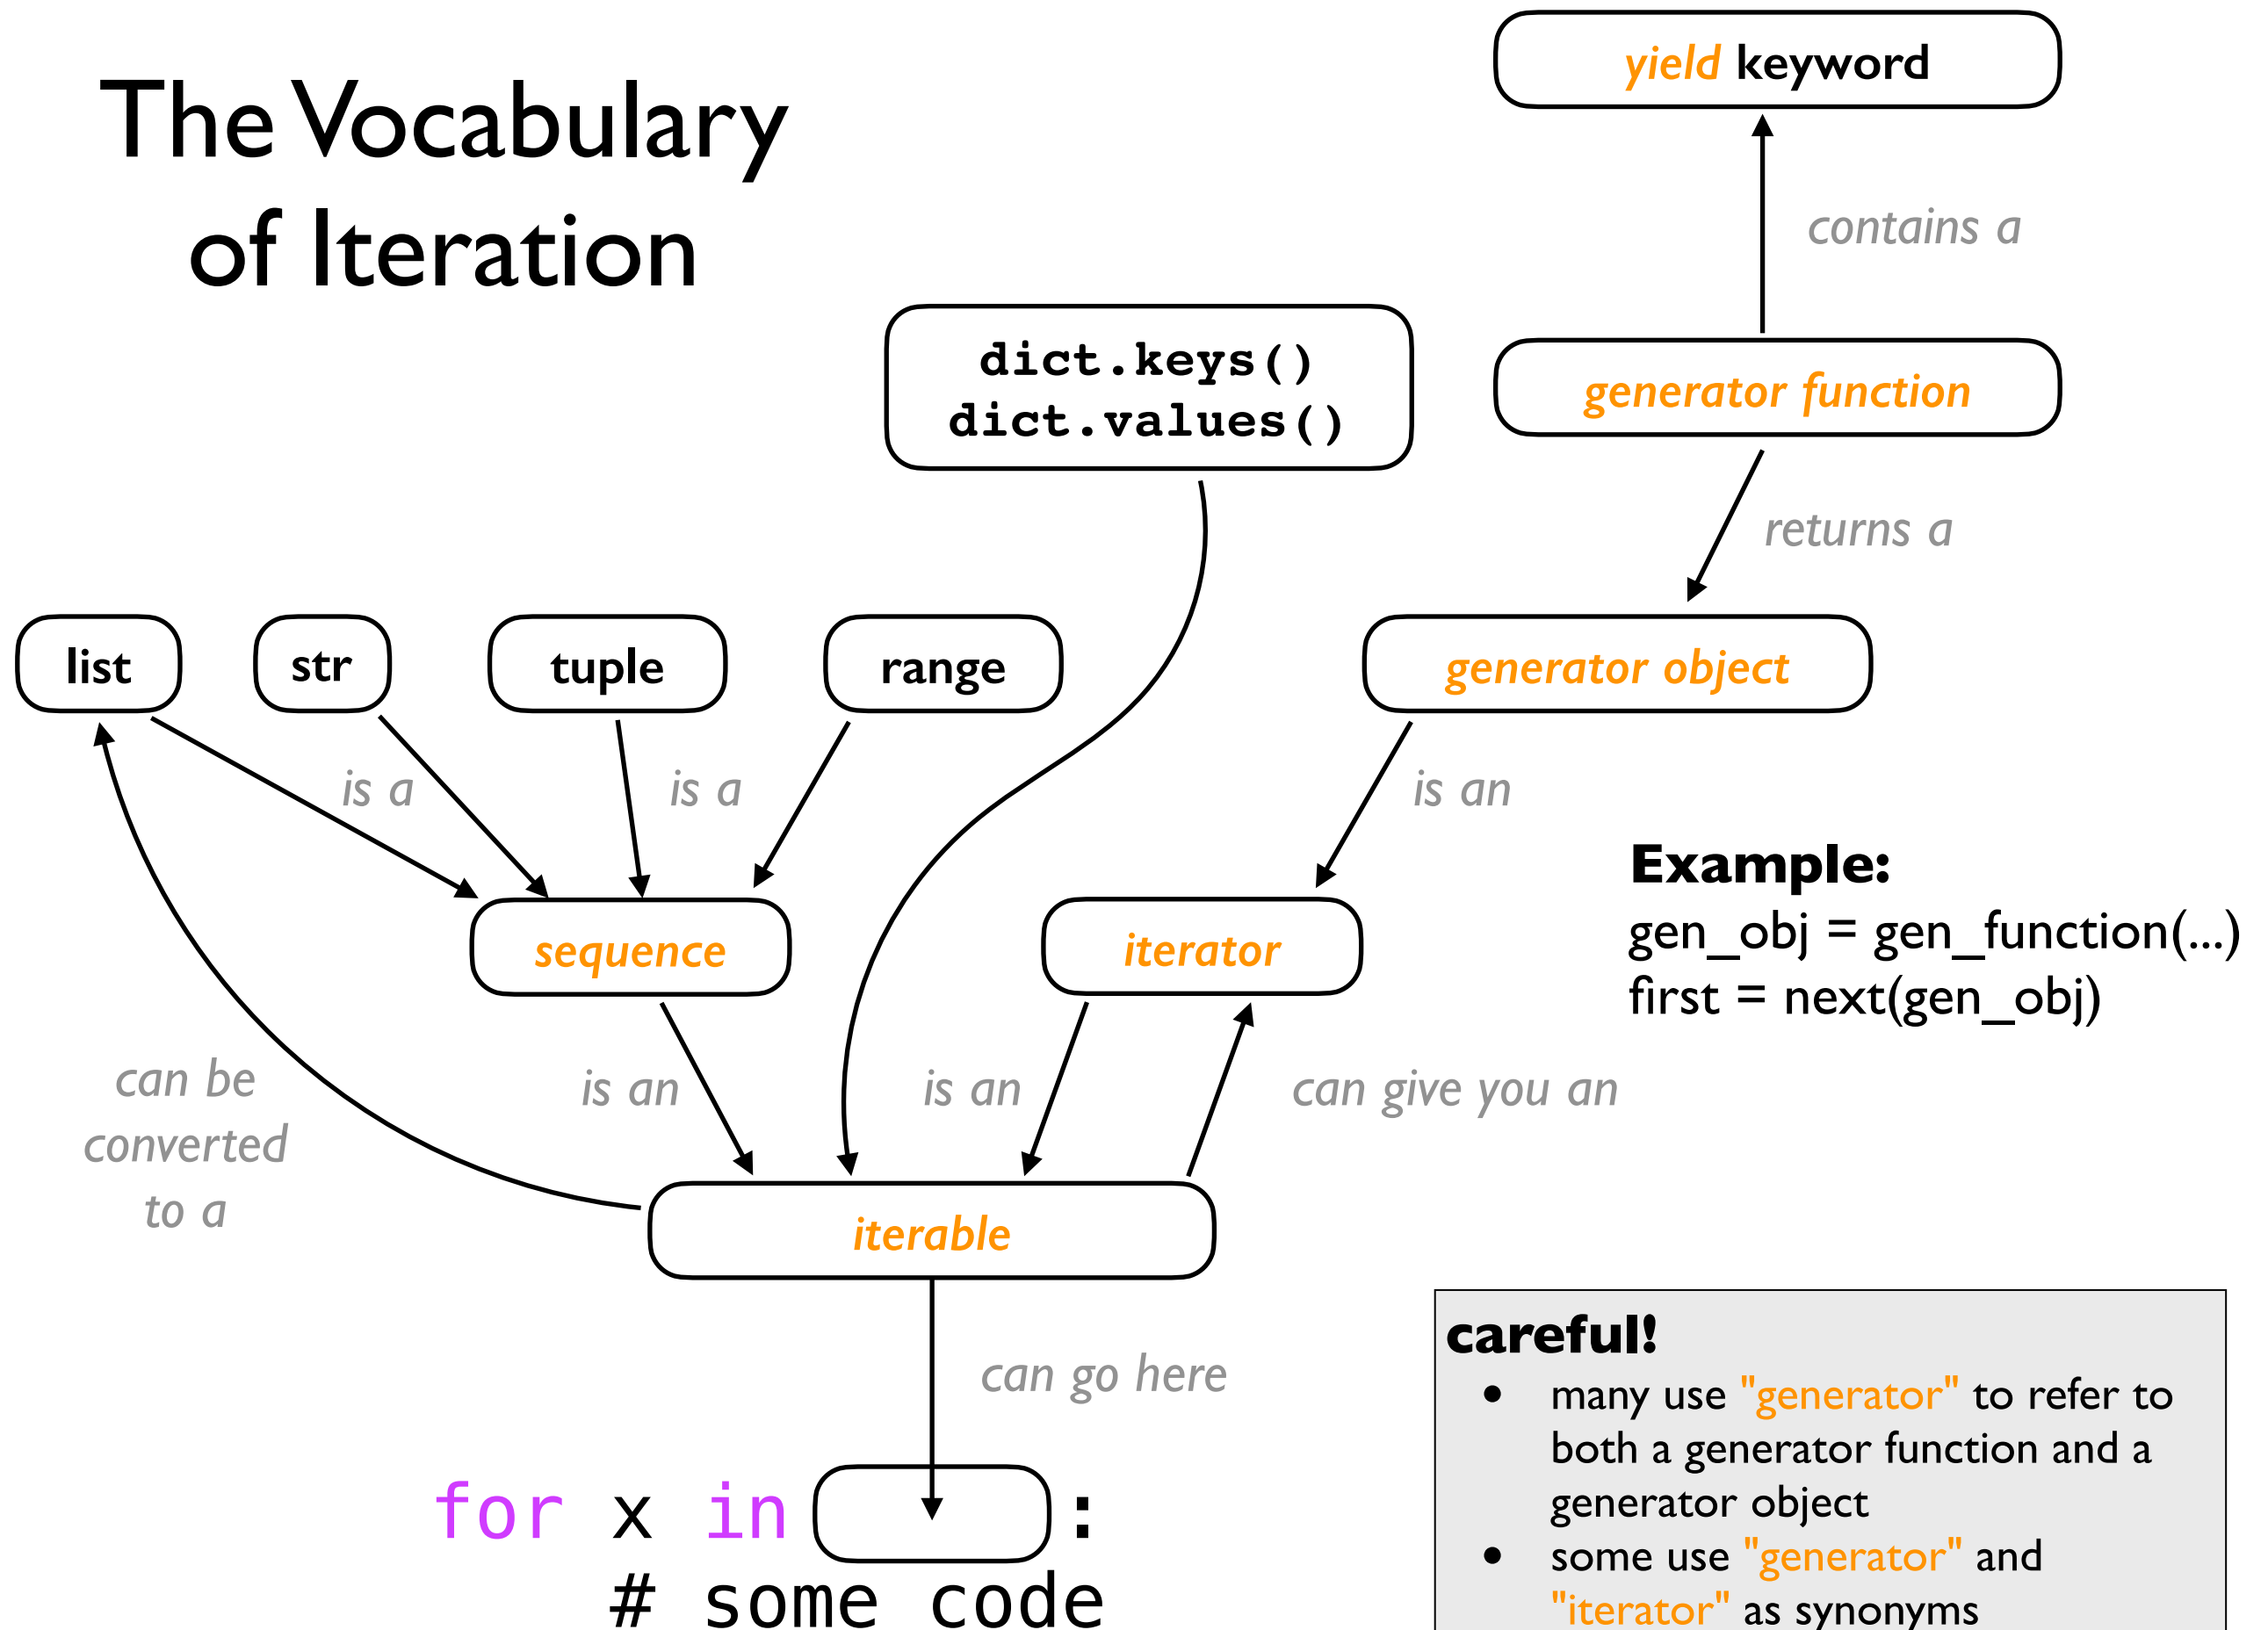 The Vocabulary
of Iteration
yield keyword
contains a
dict.keys()
dict.values()
generator function
returns a
list
str
tuple
range
generator object
is a
is a
is an
Example:
gen_obj = gen_function(...)
first = next(gen_obj)
sequence
iterator
can be
converted
to a
is an
is an
can give you an
iterable
can go here
for x in :
# some code
careful!
• many use "generator" to refer to
both a generator function and a
generator object
• some use "generator" and
"iterator" as synonyms